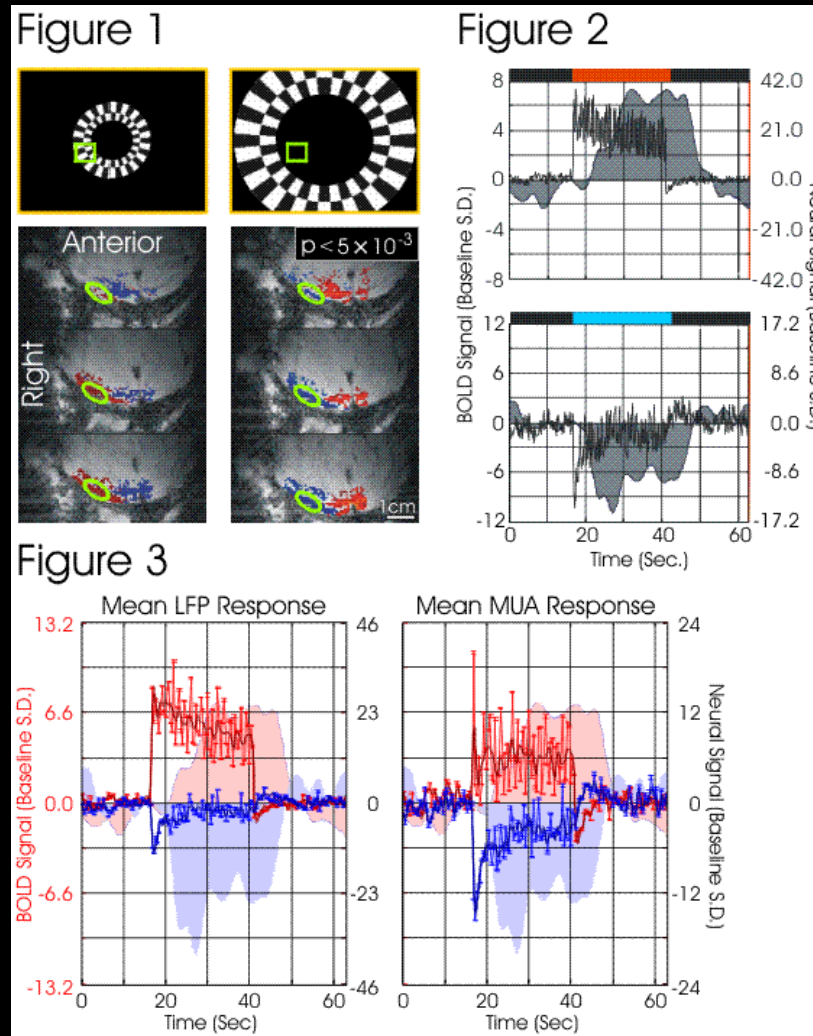 Figure 1
Anterior
p < 5 × 10⁻³
Right
1cm
Figure 2
8
4
0
-4
-8
42.0
21.0
0.0
-21.0
-42.0
12
6
0
-6
-12
17.2
8.6
0.0
-8.6
-17.2
BOLD Signal (Baseline S.D.)
0 20 40 60
Time (Sec.)
Figure 3
Mean LFP Response
13.2
6.6
0.0
-6.6
-13.2
BOLD Signal (Baseline S.D.)
46
23
0
-23
-46
0 20 40 60
Time (Sec)
Mean MUA Response
24
12
0
-12
-24
Neural Signal (Baseline S.D.)
0 20 40 60
Time (Sec)